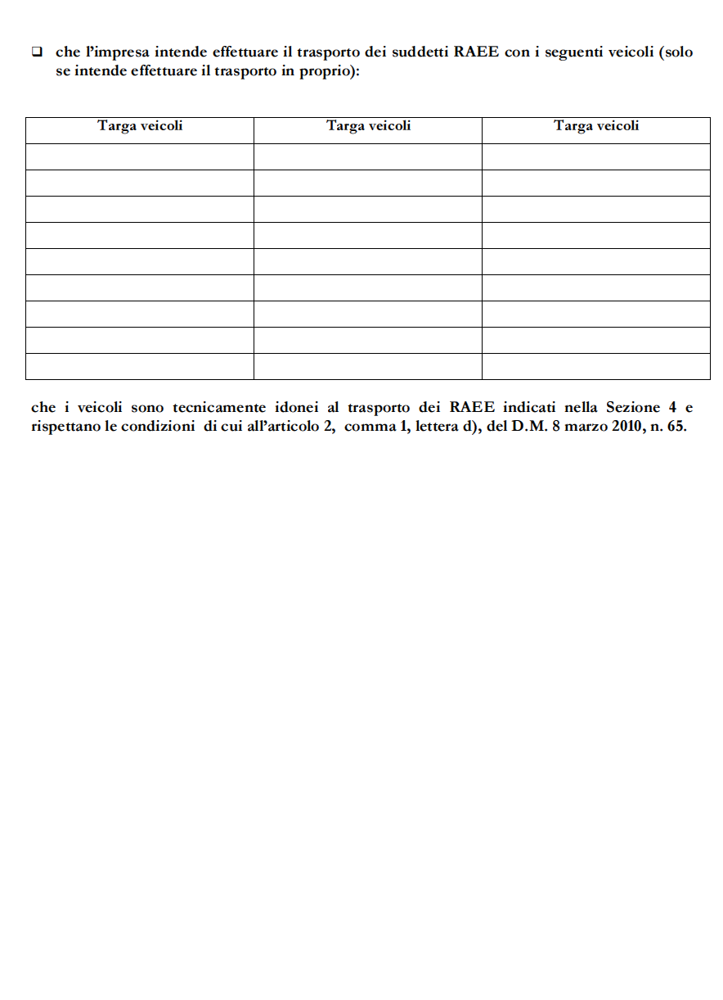 ❑ che l’impresa intende effettuare il trasporto dei suddetti RAEE con i seguenti veicoli (solo
se intende effettuare il trasporto in proprio):
Targa veicoli Targa veicoli Targa veicoli
che i veicoli sono tecnicamente idonei al trasporto dei RAEE indicati nella Sezione 4 e
rispettano le condizioni di cui all’articolo 2, comma 1, lettera d), del D.M. 8 marzo 2010, n. 65.